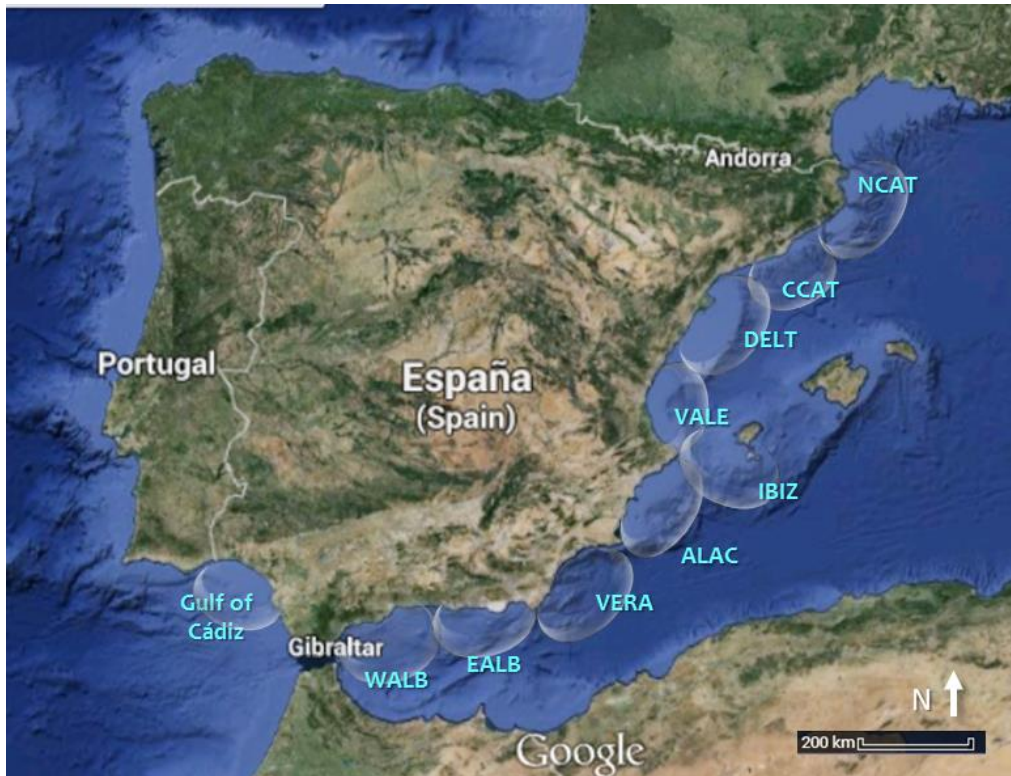 Andorra
NCAT
CCAT
DELT
Portugal
España
(Spain)
VALE
IBIZ
ALAC
Gulf of
Cádiz
VERA
Gibraltar
EALB
WALB
N
200 km
Google